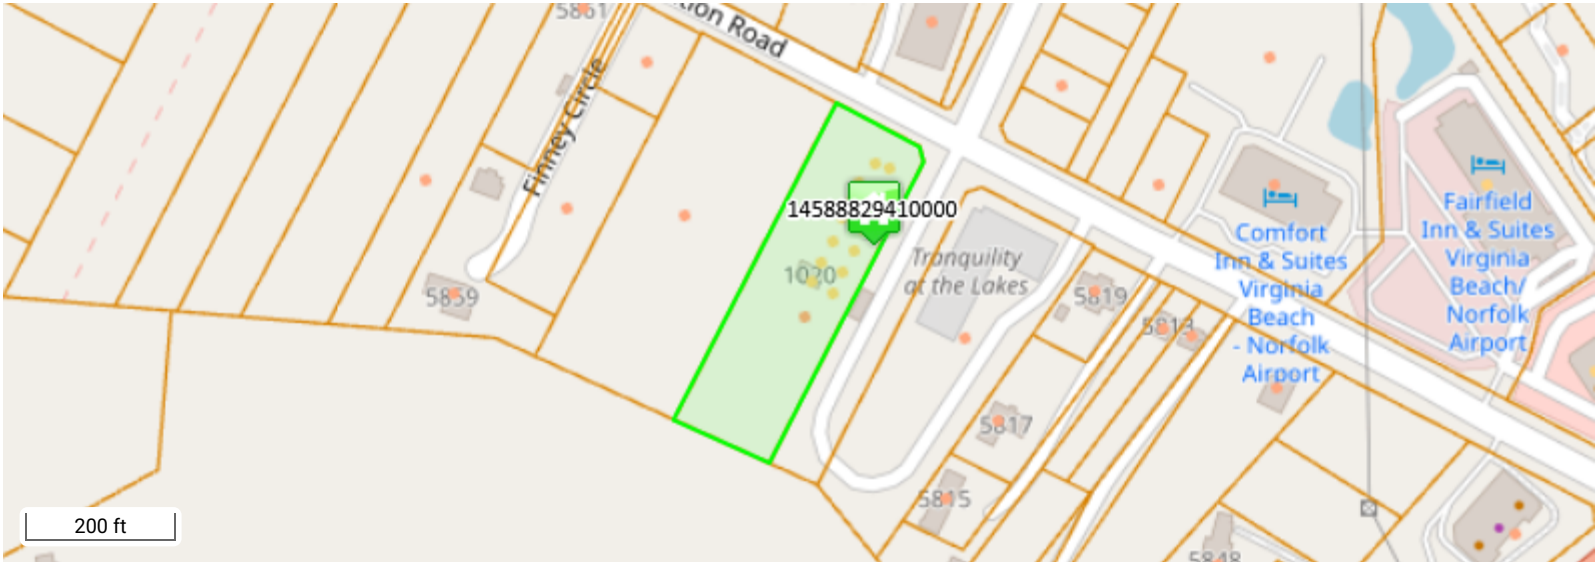 5861
tion Road
Finney Circle
14588829410000
1020
Tranquility
at the Lakes
5859
5819
5813
5817
5815
5848
Comfort
Inn & Suites
Virginia
Beach
- Norfolk
Airport
Fairfield
Inn & Suites
Virginia
Beach/
Norfolk
Airport
200 ft